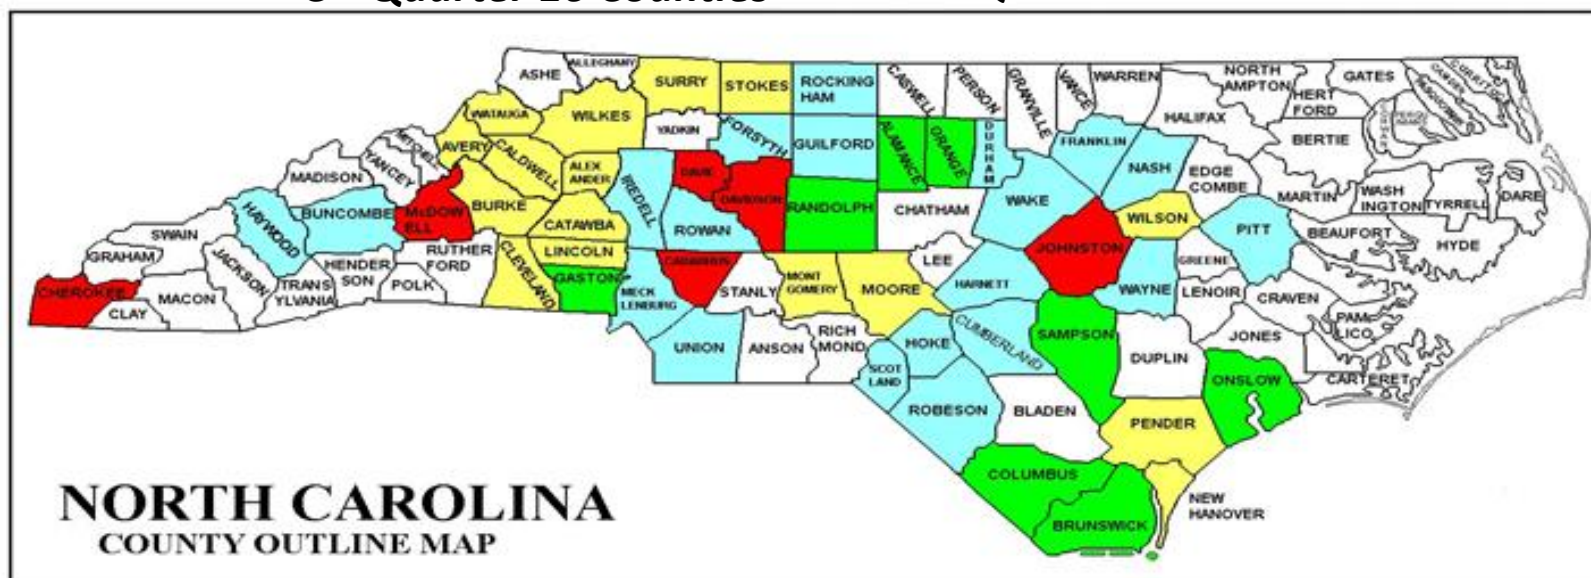 Quarter 20 Counties
ASHE
ALLEGHANY
SURRY
STOKES
ROCKING
HAM
CASWELL
PERSON
GRANVILLE
VANCE
WARREN
NORTH
AMPTON
GATES
HERT
FORD
HALIFAX
BERTIE
WATAUGA
WILKES
YADKIN
FORSYTH
GUILFORD
ALAMANCE
ORANGE
DURHAM
FRANKLIN
NASH
EDGE
COMBE
MARTIN
WASH
INGTON
TYRRELL
DARE
MITCHELL
AVERY
YANCEY
MADISON
CALDWELL
ALEX
ANDER
IREDELL
DAVIE
DAVIDSON
RANDOLPH
CHATHAM
WAKE
WILSON
PITT
BEAUFORT
HYDE
HAYWOOD
BUNCOMBE
McDOW
ELL
BURKE
CATAWBA
ROWAN
JOHNSTON
SWAIN
GRAHAM
JACKSON
HENDER
SON
RUTHER
FORD
CLEVELAND
LINCOLN
GASTON
CABARRUS
LEE
GREENE
CHEROKEE
CLAY
MACON
TRANS
YLVANIA
POLK
MECK
LENBURG
STANLY
MONT
GOMERY
MOORE
HARNETT
WAYNE
LENOIR
CRAVEN
PAM
LICO
UNION
ANSON
RICH
MOND
SCOT
LAND
HOKE
CUMBERLAND
SAMPSON
DUPLIN
JONES
ONSLOW
CARTERET
ROBESON
BLADEN
PENDER
COLUMBUS
BRUNSWICK
NEW
HANOVER
NORTH CAROLINA
COUNTY OUTLINE MAP